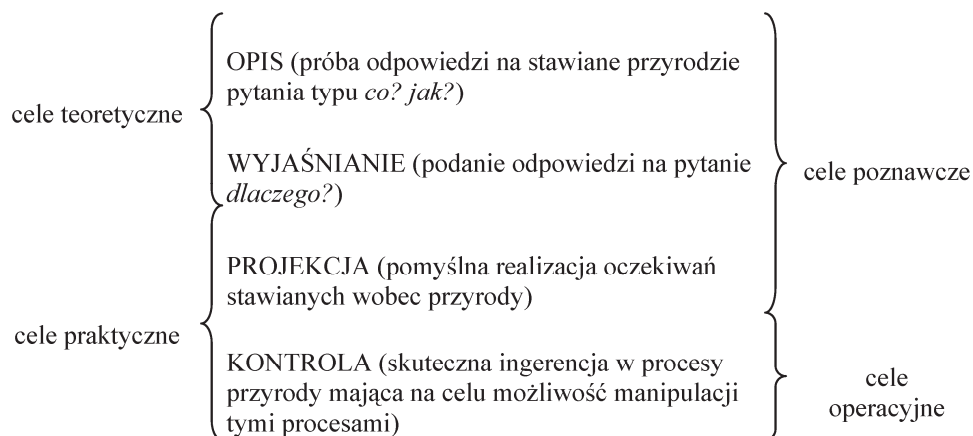 OPIS (próba odpowiedzi na stawiane przyrodzie
pytania typu co? jak?)
cele teoretyczne
WYJAŚNIANIE (podanie odpowiedzi na pytanie
dlaczego?)
cele poznawcze
PROJEKCJA (pomyślna realizacja oczekiwań
stawianych wobec przyrody)
cele praktyczne
KONTROLA (skuteczna ingerencja w procesy
przyrody mająca na celu możliwość manipulacji
tymi procesami)
cele
operacyjne